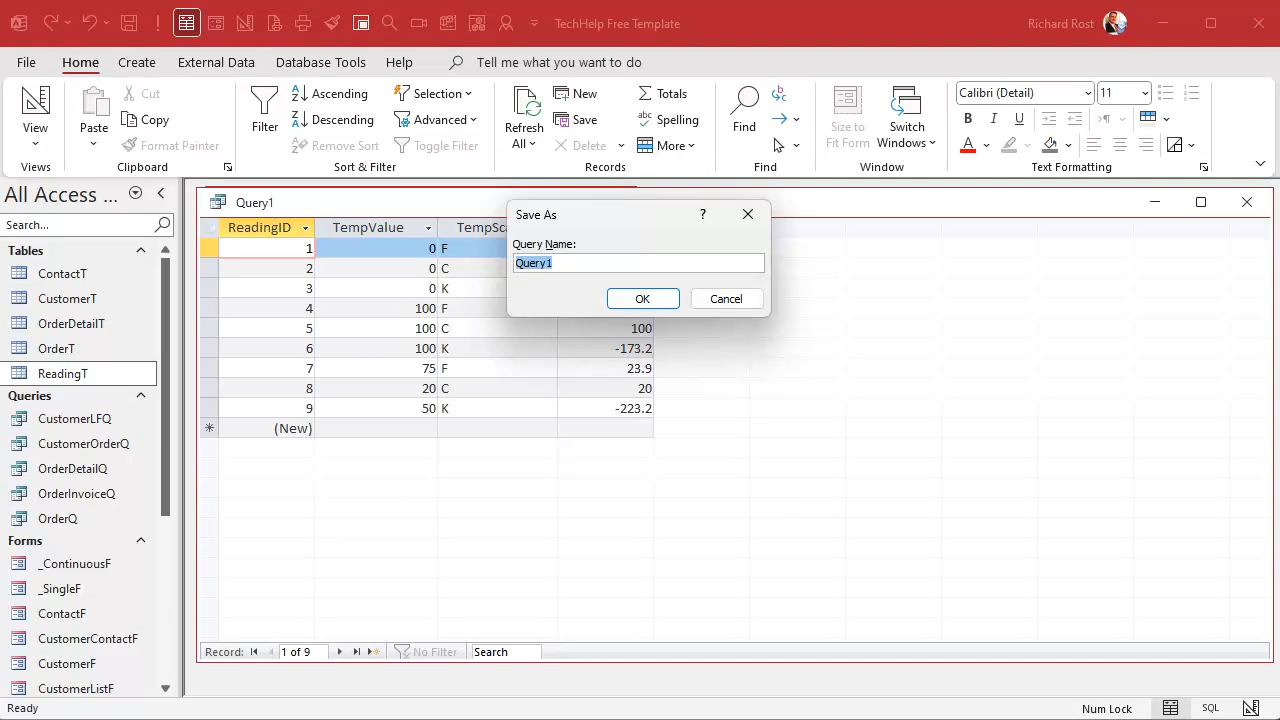 TechHelp Free Template
Richard Rost
File Home Create External Data Database Tools Help Tell me what you want to do
View
Views
Paste
Cut
Copy
Format Painter
Clipboard
Filter
Ascending
Descending
Remove Sort
Selection
Advanced
Toggle Filter
Sort & Filter
Refresh
All
New
Save
Delete
Totals
Spelling
More
Records
Find
Find
Size to
Fit Form
Switch
Windows
Window
Calibri (Detail) 11
B I U
A
Text Formatting
All Access ...
Search...
Tables
ContactT
CustomerT
OrderDetailT
OrderT
ReadingT
Queries
CustomerLFQ
CustomerOrderQ
OrderDetailQ
OrderInvoiceQ
OrderQ
Forms
_ContinuousF
_SingleF
ContactF
CustomerContactF
CustomerF
CustomerListF
Query1
ReadingID TempValue TempSca
1 0 F
2 0 C
3 0 K
4 100 F
5 100 C 100
6 100 K -173.2
7 75 F 23.9
8 20 C 20
9 50 K -223.2
(New)
Save As
?
Query Name:
Query1
OK Cancel
Record: 1 of 9 No Filter Search
Ready
Num Lock SQL